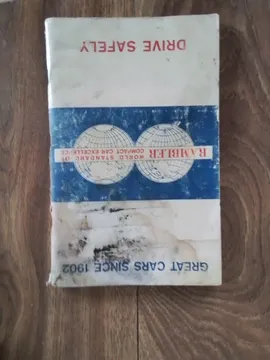 GREAT CARS SINCE 1902
RAMBLER
WORLD STANDARD OF
COMPACT CAR EXCELLENCE
DRIVE SAFELY